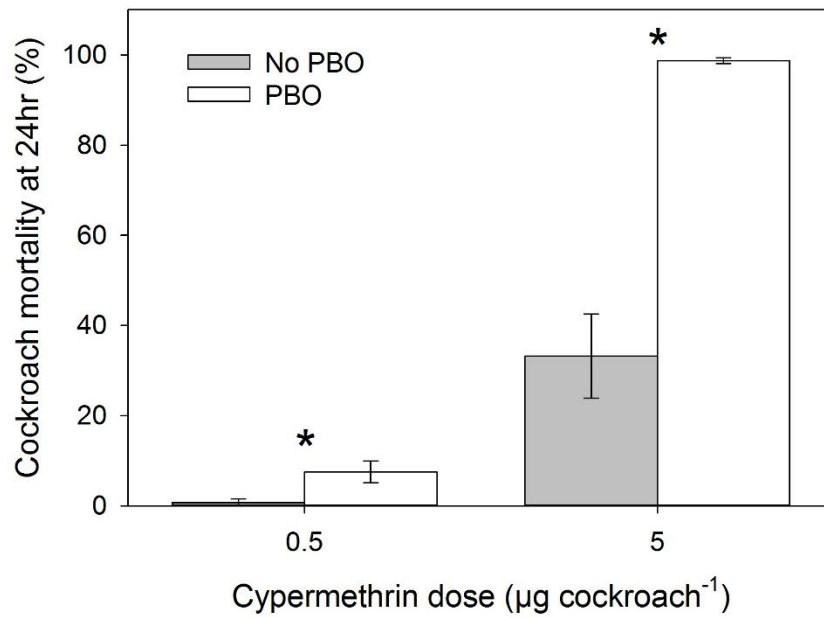 Cockroach mortality at 24hr (%)
100
80
60
40
20
0
No PBO
PBO
*
*
0.5
5
Cypermethrin dose (µg cockroach⁻¹)